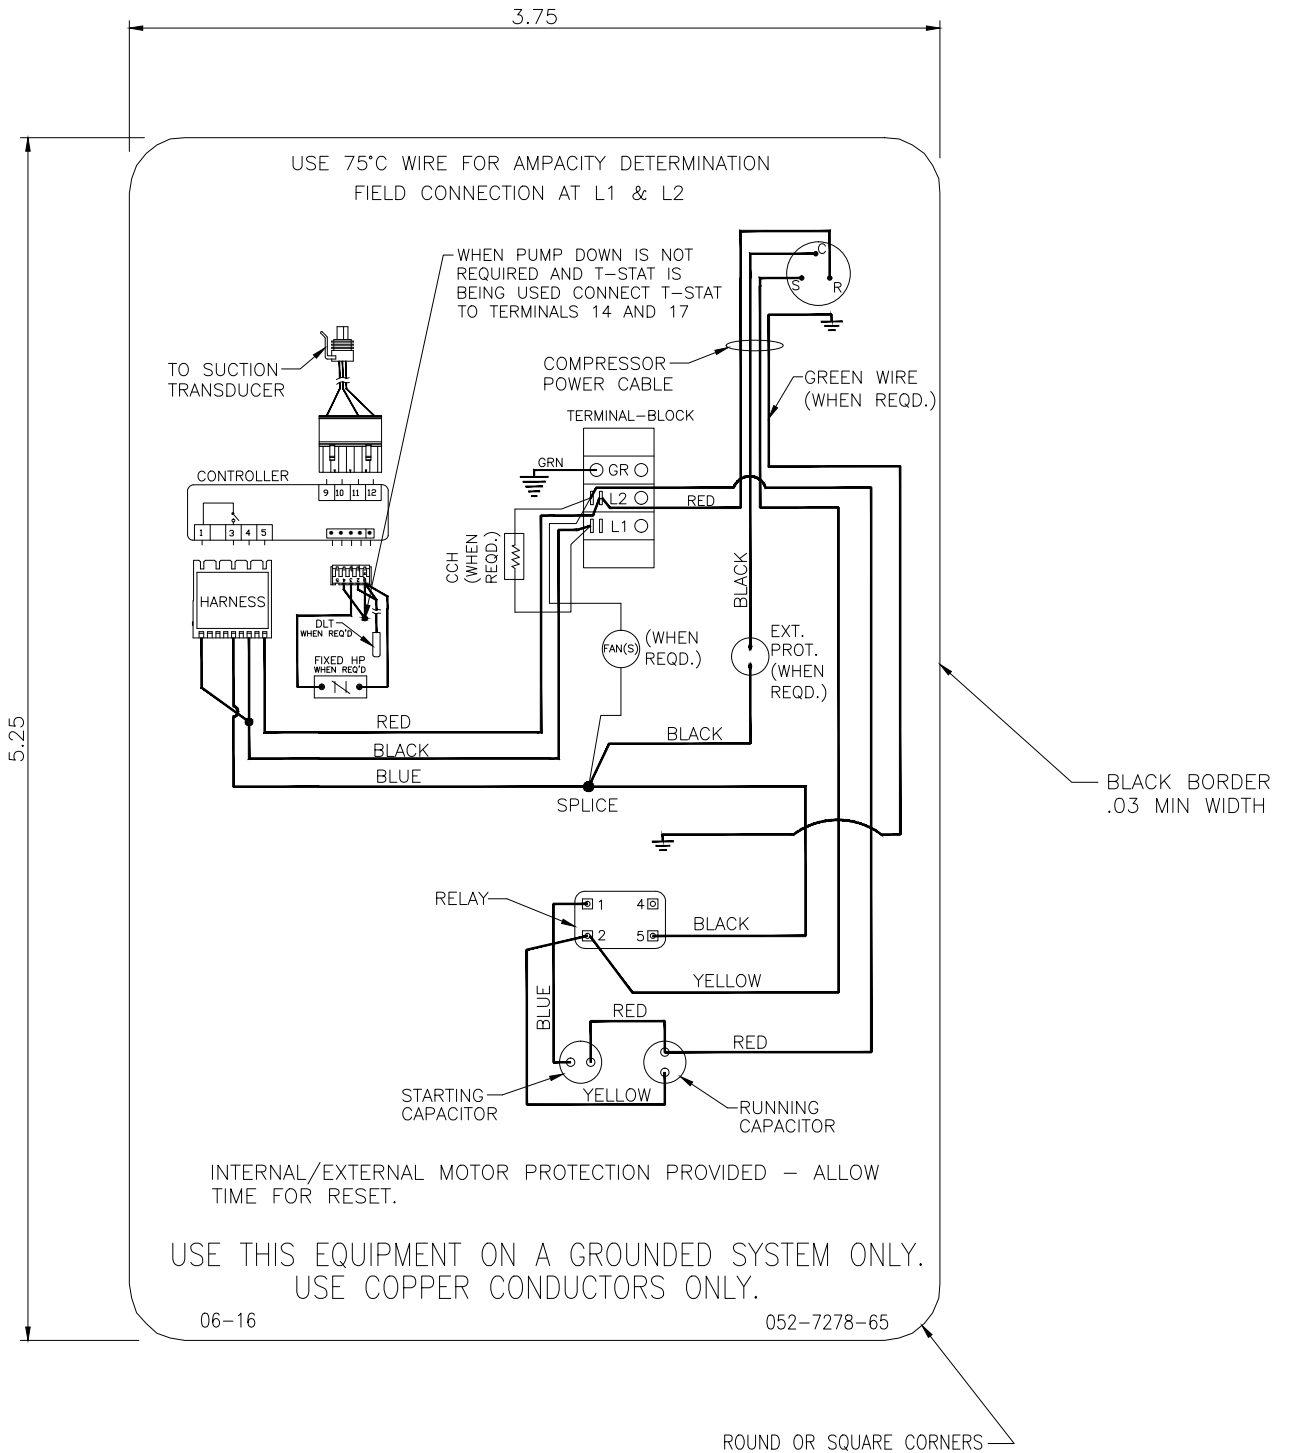 3.75
USE 75°C WIRE FOR AMPACITY DETERMINATION
FIELD CONNECTION AT L1 & L2
WHEN PUMP DOWN IS NOT
REQUIRED AND T-STAT IS
BEING USED CONNECT T-STAT
TO TERMINALS 14 AND 17
C
S
R
TO SUCTION
TRANSDUCER
COMPRESSOR
POWER CABLE
GREEN WIRE
(WHEN REQD.)
TERMINAL-BLOCK
GRN
GR
L2
L1
RED
CONTROLLER
9 10 11 12
1 3 4 5
CCH
(WHEN
REQD.)
BLACK
HARNESS
DLT
WHEN REQ'D
FIXED HP
WHEN REQ'D
FAN(S)
(WHEN
REQD.)
EXT.
PROT.
(WHEN
REQD.)
RED
BLACK
BLACK
BLUE
SPLICE
5.25
BLACK BORDER
.03 MIN WIDTH
RELAY
1
4
2
5
BLACK
YELLOW
BLUE
RED
RED
STARTING
CAPACITOR
YELLOW
RUNNING
CAPACITOR
INTERNAL/EXTERNAL MOTOR PROTECTION PROVIDED - ALLOW
TIME FOR RESET.
USE THIS EQUIPMENT ON A GROUNDED SYSTEM ONLY.
USE COPPER CONDUCTORS ONLY.
06-16
052-7278-65
ROUND OR SQUARE CORNERS